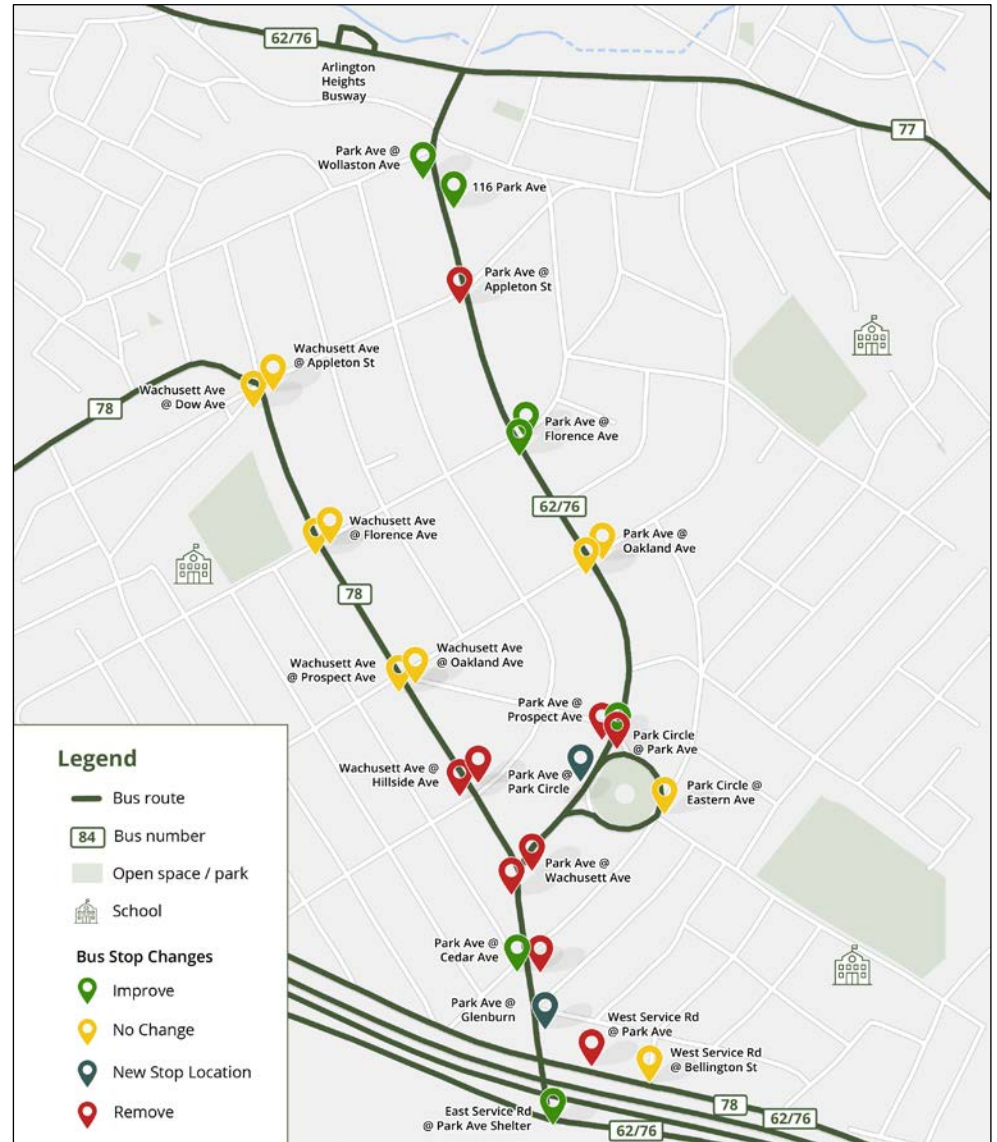 62/76
Arlington
Heights
Busway
77
Park Ave @
Wollaston Ave
116 Park Ave
Park Ave @
Appleton St
Wachusett Ave
@ Appleton St
Wachusett Ave
@ Dow Ave
78
Park Ave @
Florence Ave
62/76
Wachusett Ave
@ Florence Ave
Park Ave @
Oakland Ave
78
Wachusett Ave
@ Oakland Ave
Wachusett Ave
@ Prospect Ave
Park Ave @
Prospect Ave
Park Circle
@ Park Ave
Wachusett Ave @
Hillside Ave
Park Ave @
Park Circle
Park Circle @
Eastern Ave
Park Ave @
Wachusett Ave
Park Ave @
Cedar Ave
Park Ave @
Glenburn
West Service Rd
@ Park Ave
West Service Rd
@ Bellington St
East Service Rd
@ Park Ave Shelter
78
62/76
62/76
Legend
Bus route
84
Bus number
Open space / park
School
Bus Stop Changes
Improve
No Change
New Stop Location
Remove